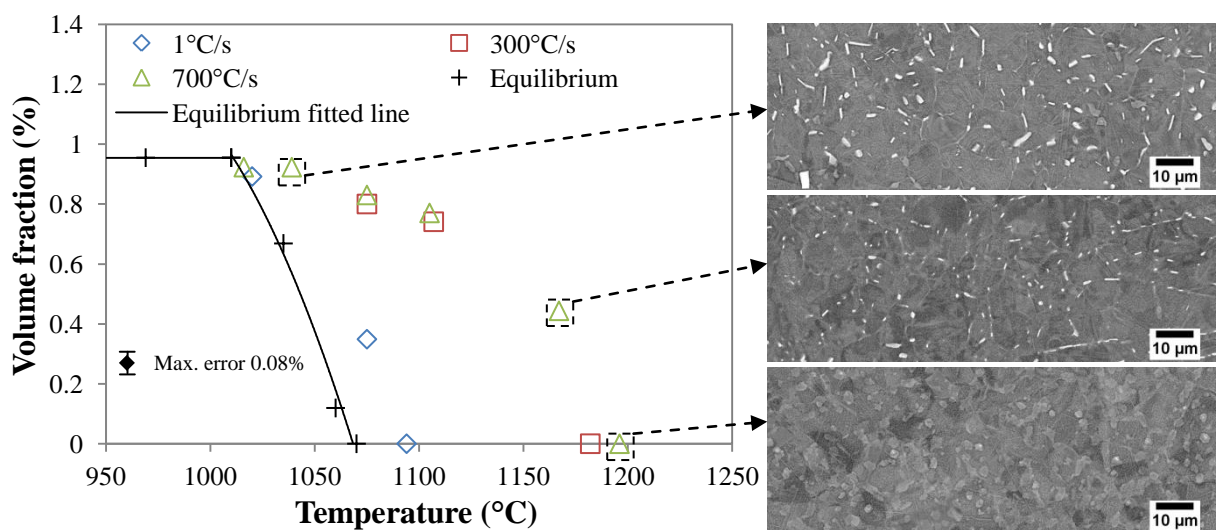 1.4
1.2
1
0.8
0.6
0.4
0.2
0
Volume fraction (%)
1°C/s
300°C/s
700°C/s
Equilibrium
Equilibrium fitted line
Max. error 0.08%
950 1000 1050 1100 1150 1200 1250
Temperature (°C)
10 µm
10 µm
10 µm